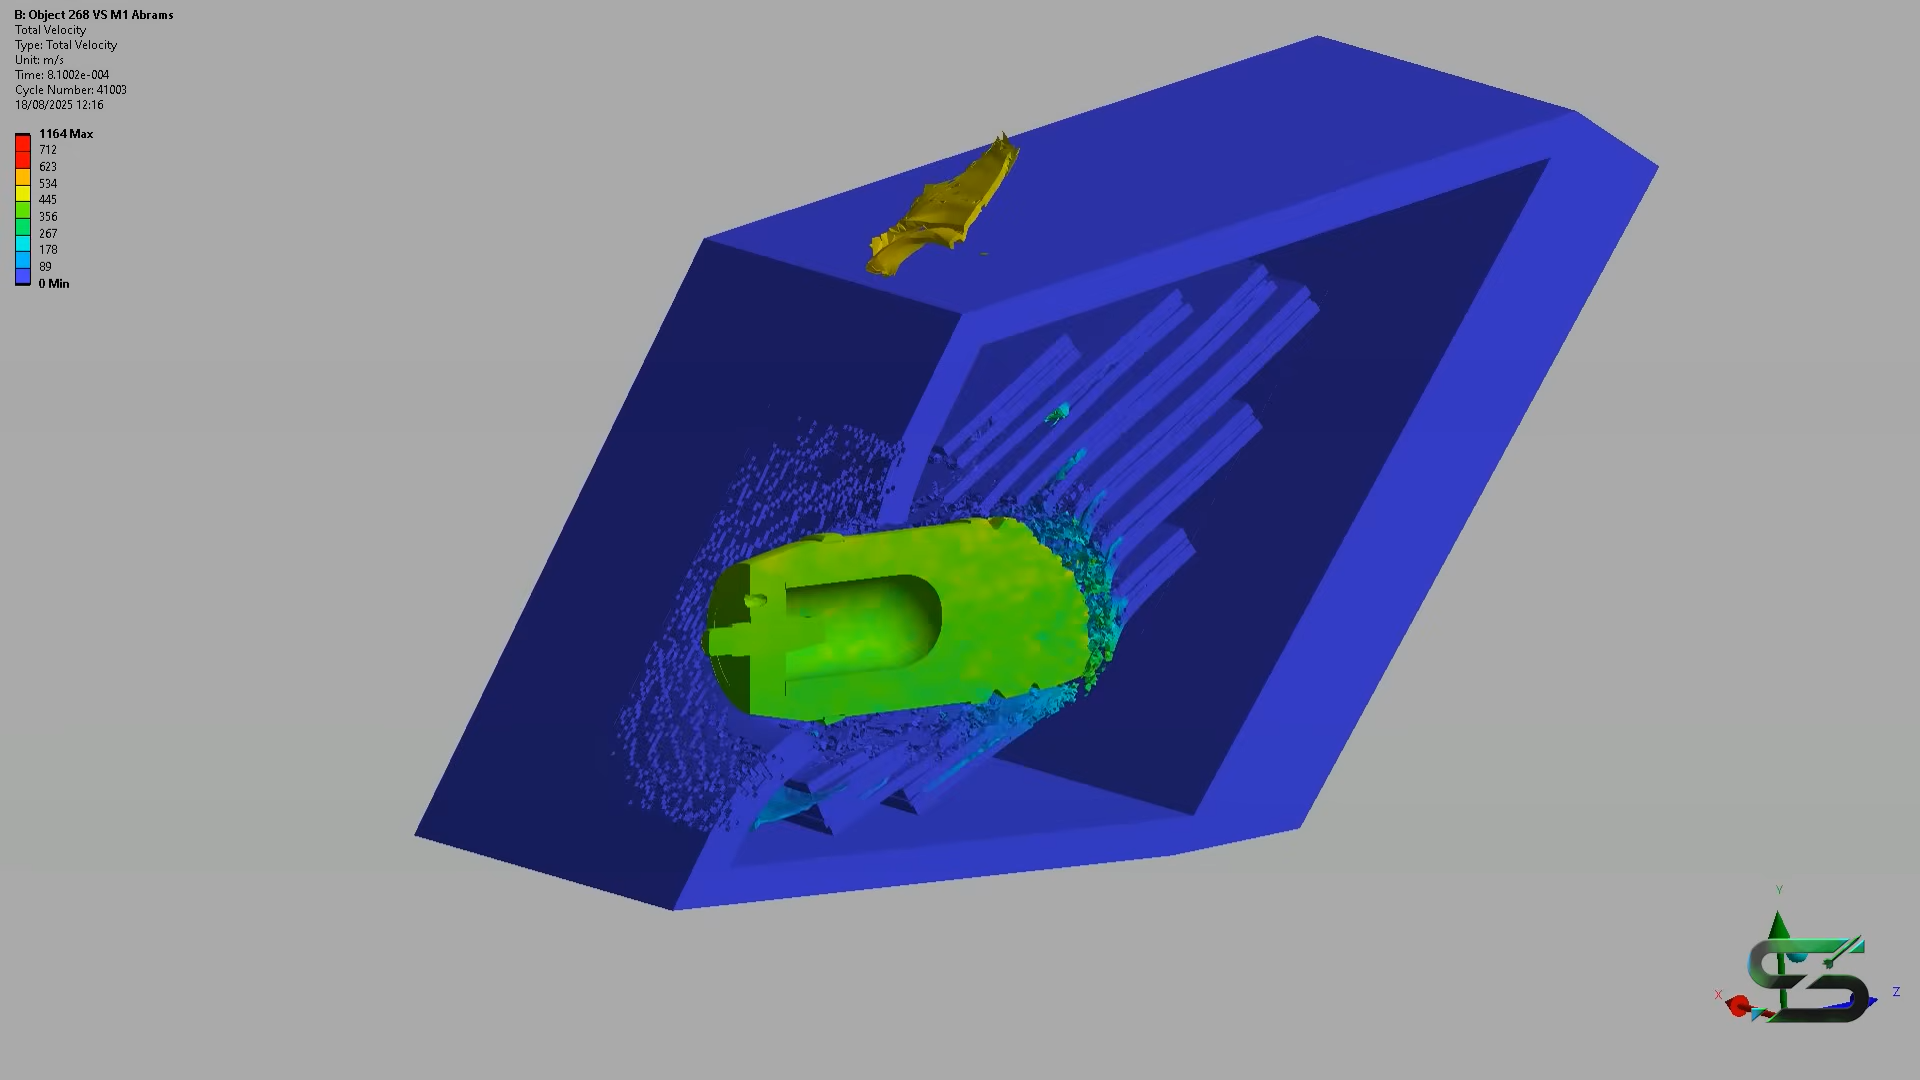 B: Object 268 VS M1 Abrams
Total Velocity
Type: Total Velocity
Unit: m/s
Time: 8.1002e-004
Cycle Number: 41003
18/08/2025 12:16
1164 Max
712
623
534
445
356
267
178
89
0 Min
Y
X
Z